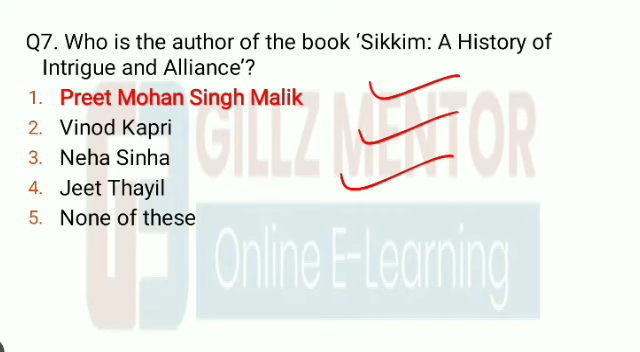 Q7. Who is the author of the book ‘Sikkim: A History of
Intrigue and Alliance’?
1. Preet Mohan Singh Malik
2. Vinod Kapri
3. Neha Sinha
4. Jeet Thayil
5. None of these
GILLZ MENTOR
Online E-Learning